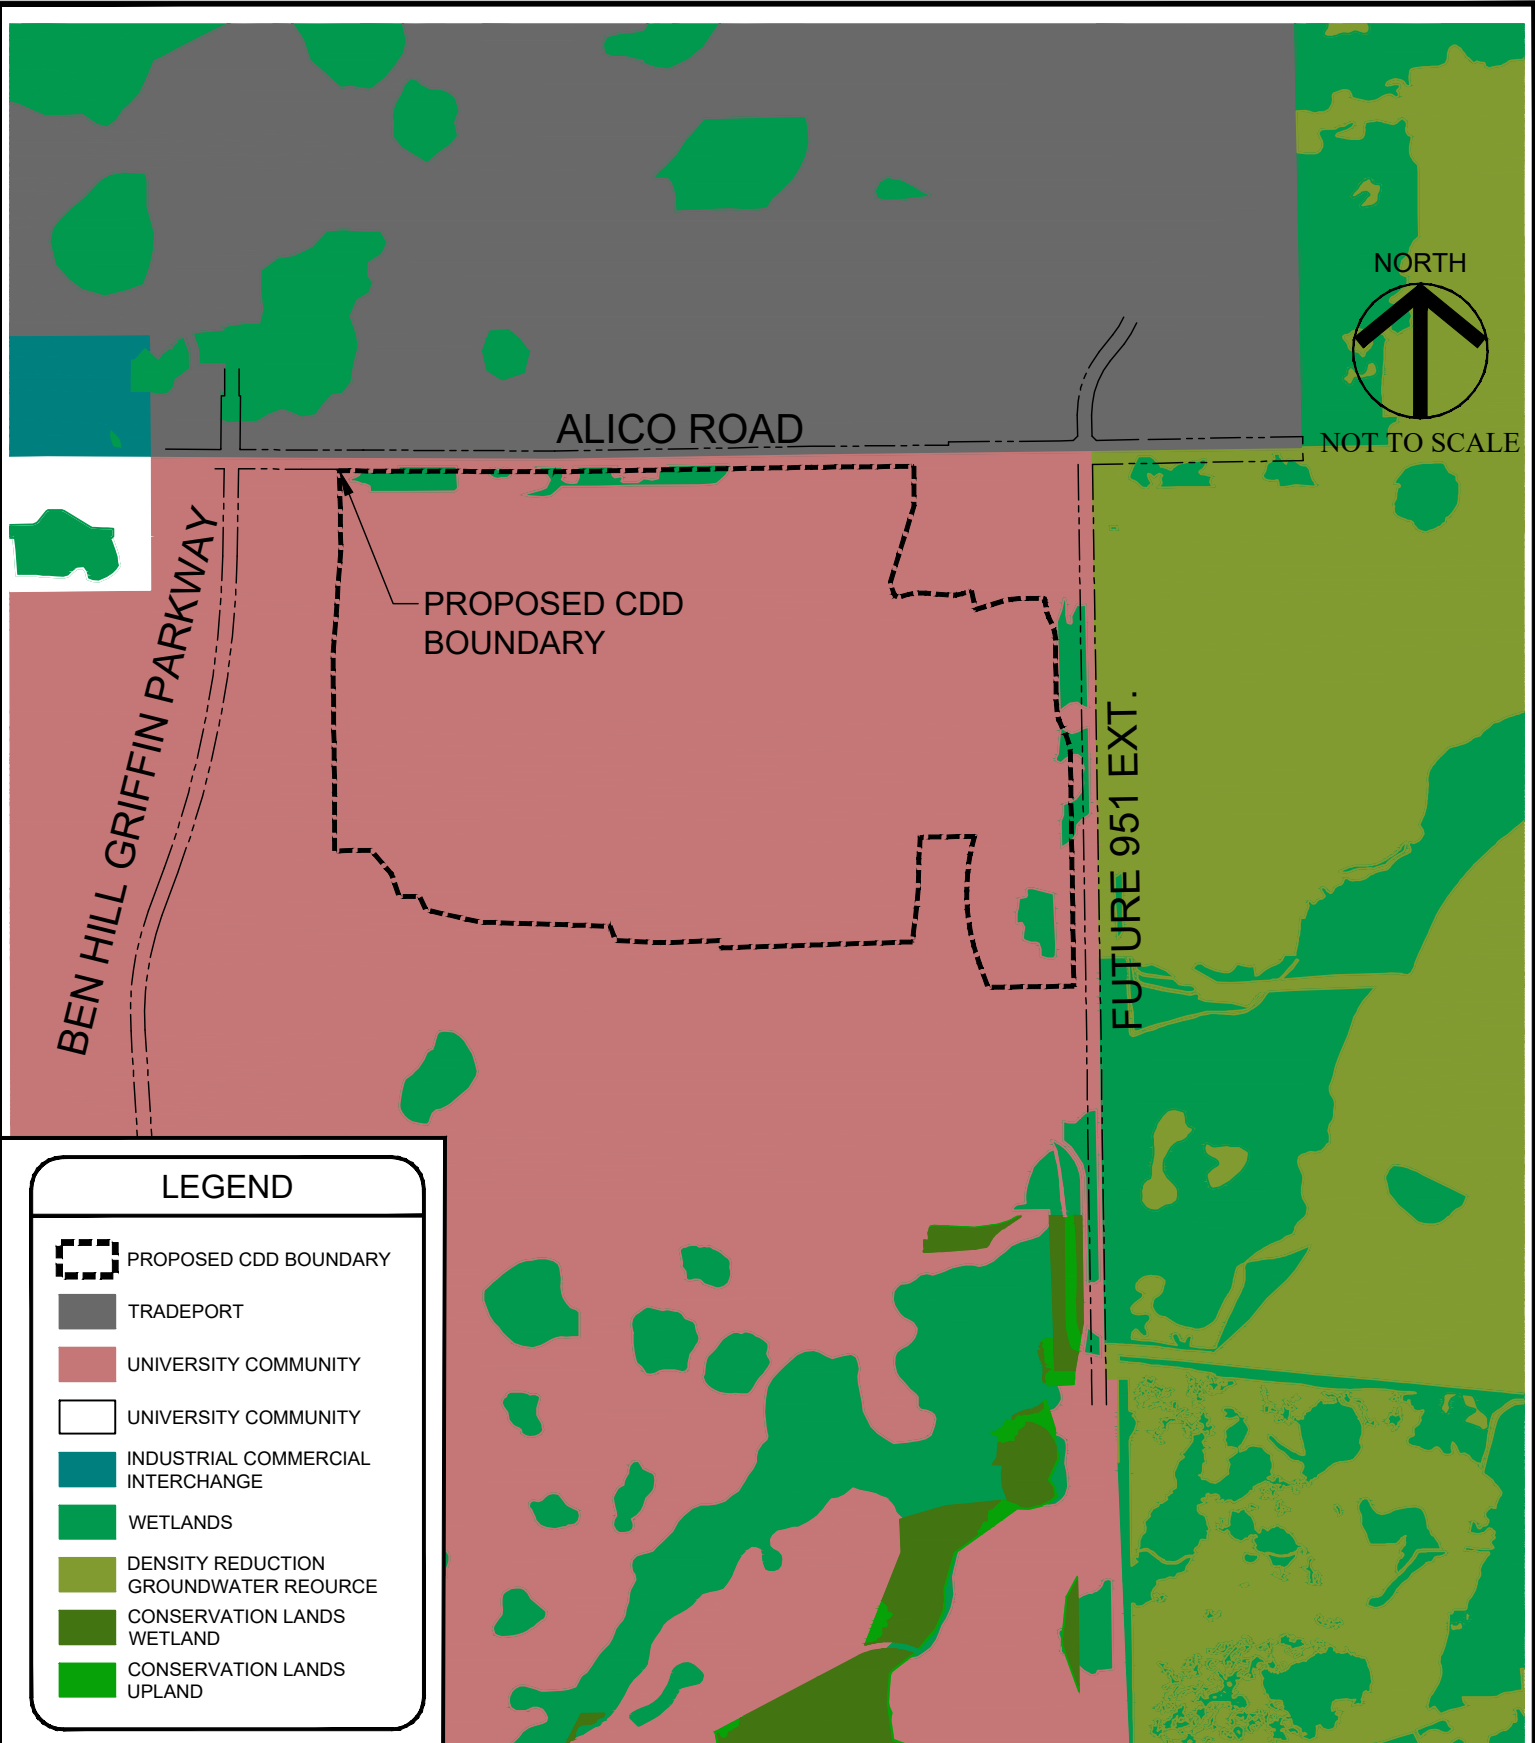 NORTH
ALICO ROAD
NOT TO SCALE
PROPOSED CDD
BOUNDARY
BEN HILL GRIFFIN PARKWAY
FUTURE 951 EXT.
LEGEND
PROPOSED CDD BOUNDARY
TRADEPORT
UNIVERSITY COMMUNITY
UNIVERSITY COMMUNITY
INDUSTRIAL COMMERCIAL
INTERCHANGE
WETLANDS
DENSITY REDUCTION
GROUNDWATER REOURCE
CONSERVATION LANDS
WETLAND
CONSERVATION LANDS
UPLAND